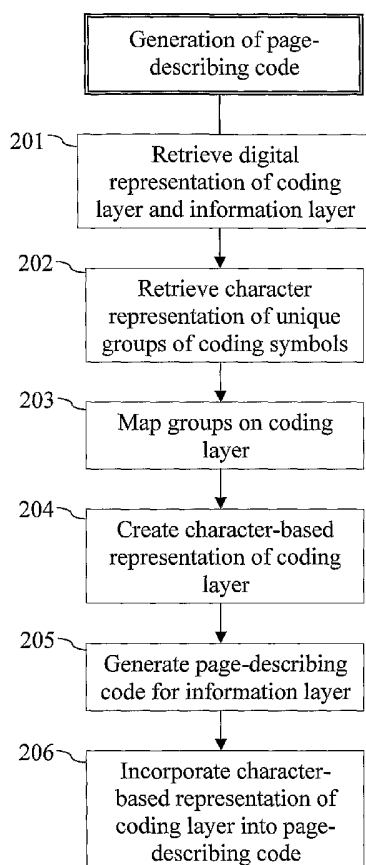 Generation of page-
describing code
201
Retrieve digital
representation of coding
layer and information layer
202
Retrieve character
representation of unique
groups of coding symbols
203
Map groups on coding
layer
204
Create character-based
representation of coding
layer
205
Generate page-describing
code for information layer
206
Incorporate character-
based representation of
coding layer into page-
describing code